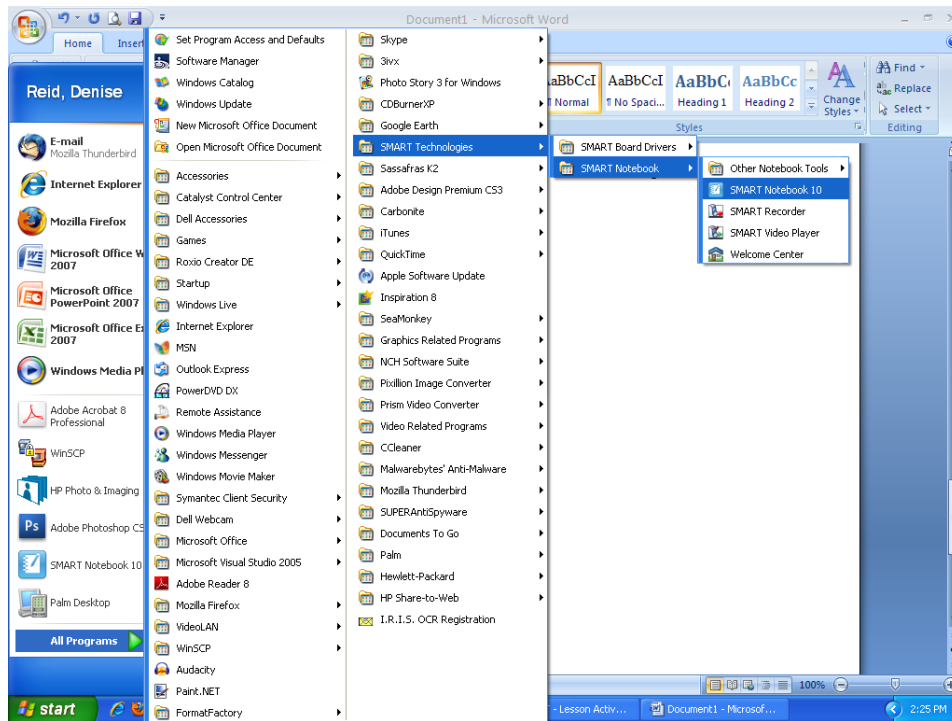 Document1 - Microsoft Word
Home
Insert
Reid, Denise
E-mail
Mozilla Thunderbird
Internet Explorer
Mozilla Firefox
Microsoft Office W
2007
Microsoft Office
PowerPoint 2007
Microsoft Office Ex
2007
Windows Media Pl
Adobe Acrobat 8
Professional
WinSCP
HP Photo & Imaging
Ps
Adobe Photoshop CS
SMART Notebook 10
Palm Desktop
All Programs
start
Set Program Access and Defaults
Software Manager
Windows Catalog
Windows Update
New Microsoft Office Document
Open Microsoft Office Document
Accessories
Catalyst Control Center
Dell Accessories
Games
Roxio Creator DE
Startup
Windows Live
Internet Explorer
MSN
Outlook Express
PowerDVD DX
Remote Assistance
Windows Media Player
Windows Messenger
Windows Movie Maker
Symantec Client Security
Dell Webcam
Microsoft Office
Microsoft Visual Studio 2005
Adobe Reader 8
Mozilla Firefox
VideoLAN
WinSCP
Audacity
Paint.NET
FormatFactory
Skype
3ivx
Photo Story 3 for Windows
CDBurnerXP
Google Earth
SMART Technologies
Sassafras K2
Adobe Design Premium CS3
Carbonite
iTunes
QuickTime
Apple Software Update
Inspiration 8
SeaMonkey
Graphics Related Programs
NCH Software Suite
Pixillion Image Converter
Prism Video Converter
Video Related Programs
CCleaner
Malwarebytes' Anti-Malware
Mozilla Thunderbird
SUPERAntiSpyware
Documents To Go
Palm
Hewlett-Packard
HP Share-to-Web
I.R.I.S. OCR Registration
SMART Board Drivers
SMART Notebook
Other Notebook Tools
SMART Notebook 10
SMART Recorder
SMART Video Player
Welcome Center
AaBbCcI AaBbCcI AaBbC AaBbCc
¶ Normal ¶ No Spaci... Heading 1 Heading 2
Change
Styles
Styles
Find
Replace
Select
Editing
100%
- Lesson Activ...
Document1 - Microsof...
2:25 PM